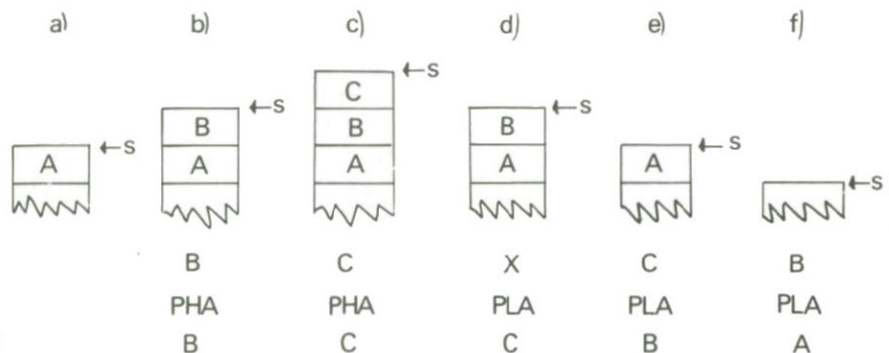 a) b) c) d) e) f)
←S
C
←S ←S
B B B
←S ←S
A A A A A
←S
B C X C B
PHA PHA PLA PLA PLA
B C C B A